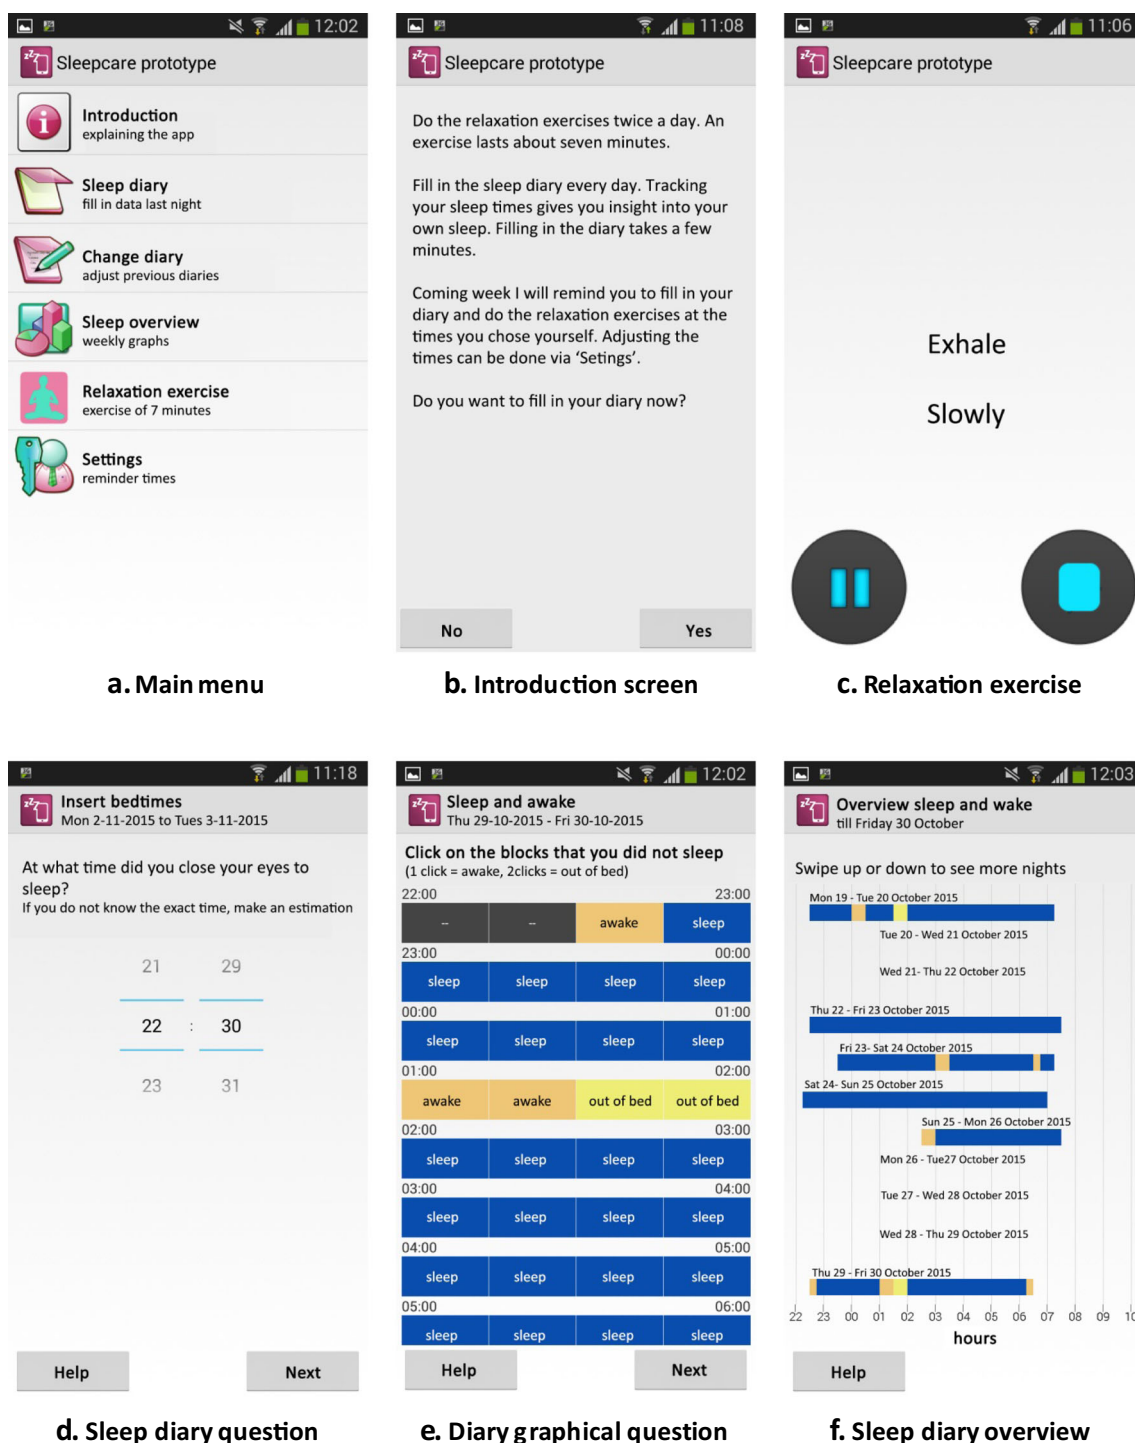 12:02
Sleepcare prototype
Introduction
explaining the app
Sleep diary
fill in data last night
Change diary
adjust previous diaries
Sleep overview
weekly graphs
Relaxation exercise
exercise of 7 minutes
Settings
reminder times
a. Main menu
11:08
Sleepcare prototype
Do the relaxation exercises twice a day. An
exercise lasts about seven minutes.
Fill in the sleep diary every day. Tracking
your sleep times gives you insight into your
own sleep. Filling in the diary takes a few
minutes.
Coming week I will remind you to fill in your
diary and do the relaxation exercises at the
times you chose yourself. Adjusting the
times can be done via ‘Setings’.
Do you want to fill in your diary now?
No Yes
b. Introduction screen
11:06
Sleepcare prototype
Exhale
Slowly
c. Relaxation exercise
11:18
Insert bedtimes
Mon 2-11-2015 to Tues 3-11-2015
At what time did you close your eyes to
sleep?
If you do not know the exact time, make an estimation
21 29
22 : 30
23 31
Help Next
d. Sleep diary question
12:02
Sleep and awake
Thu 29-10-2015 - Fri 30-10-2015
Click on the blocks that you did not sleep
(1 click = awake, 2clicks = out of bed)
22:00 23:00
-- -- awake sleep
23:00 00:00
sleep sleep sleep sleep
00:00 01:00
sleep sleep sleep sleep
01:00 02:00
awake awake out of bed out of bed
02:00 03:00
sleep sleep sleep sleep
03:00 04:00
sleep sleep sleep sleep
04:00 05:00
sleep sleep sleep sleep
05:00 06:00
sleep sleep sleep sleep
Help Next
e. Diary graphical question
12:03
Overview sleep and wake
till Friday 30 October
Swipe up or down to see more nights
Mon 19 - Tue 20 October 2015
Tue 20 - Wed 21 October 2015
Wed 21- Thu 22 October 2015
Thu 22 - Fri 23 October 2015
Fri 23- Sat 24 October 2015
Sat 24- Sun 25 October 2015
Sun 25 - Mon 26 October 2015
Mon 26 - Tue27 October 2015
Tue 27 - Wed 28 October 2015
Wed 28 - Thu 29 October 2015
Thu 29 - Fri 30 October 2015
22 23 00 01 02 03 04 05 06 07 08 09 10
hours
Help
f. Sleep diary overview